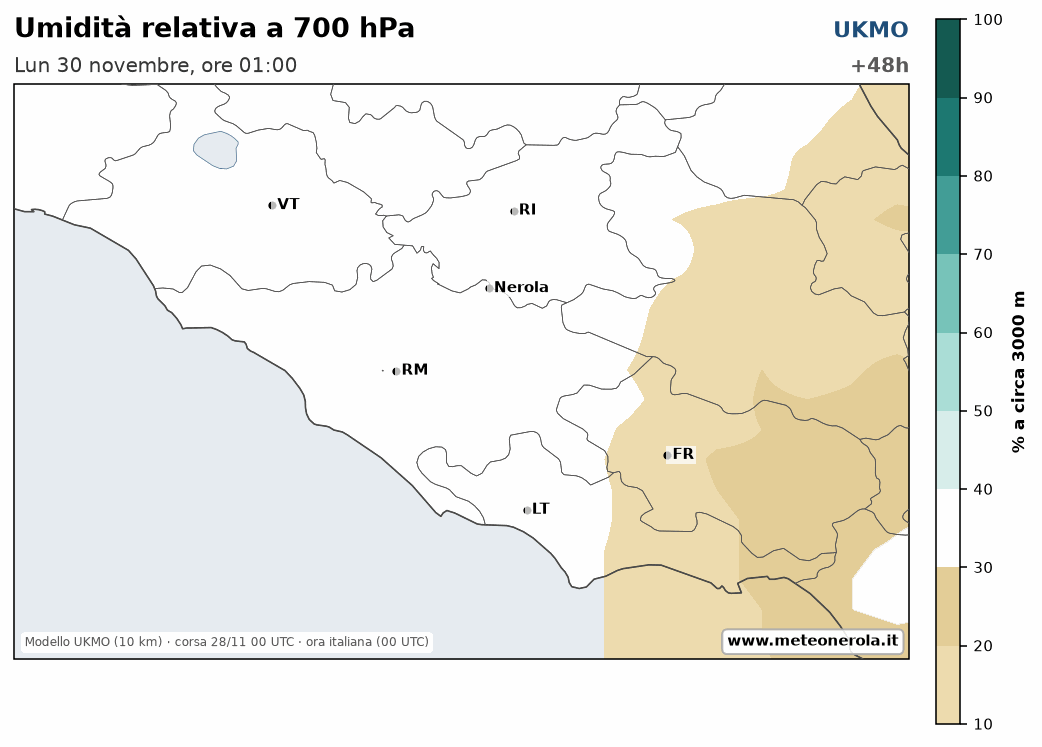 Umidità relativa a 700 hPa
UKMO
Lun 30 novembre, ore 01:00
+48h
VT
RI
Nerola
RM
FR
LT
Modello UKMO (10 km) · corsa 28/11 00 UTC · ora italiana (00 UTC)
www.meteonerola.it
100
90
80
70
60
50
40
30
20
10
% a circa 3000 m